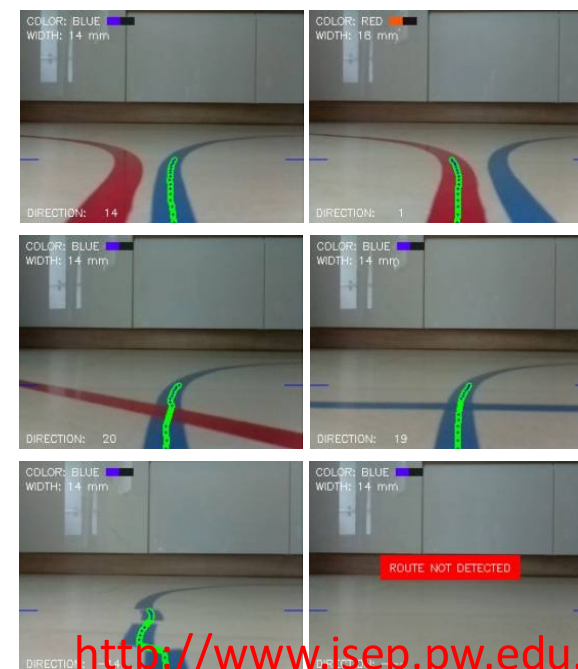 COLOR: BLUE
WIDTH: 14 mm
DIRECTION: 14
COLOR: RED
WIDTH: 16 mm
DIRECTION: 1
COLOR: BLUE
WIDTH: 14 mm
DIRECTION: 20
COLOR: BLUE
WIDTH: 14 mm
DIRECTION: 19
COLOR: BLUE
WIDTH: 14 mm
COLOR: BLUE
WIDTH: 14 mm
ROUTE NOT DETECTED
http://www.isep.pw.edu.